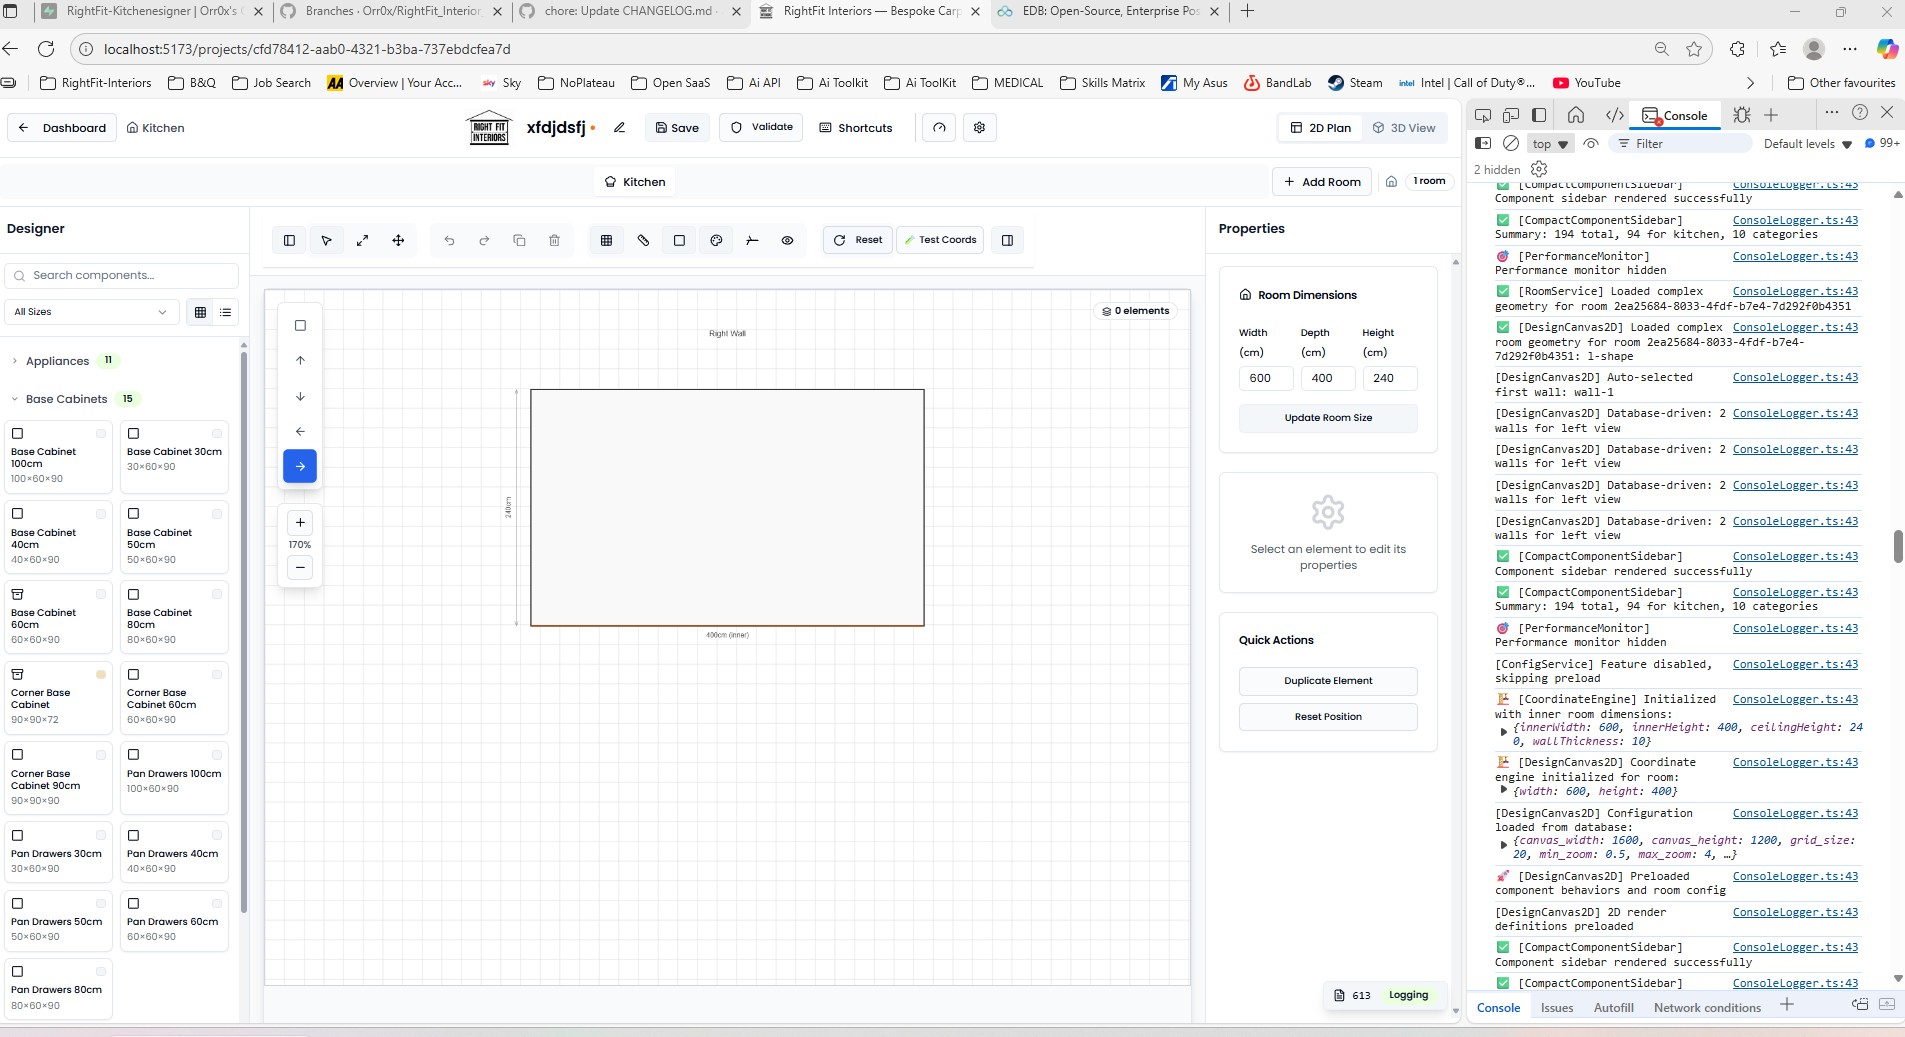 RightFit-Kitchenesigner | Orr0x's
Branches · Orr0x/RightFit_Interior
chore: Update CHANGELOG.md ·
RightFit Interiors — Bespoke Carp
EDB: Open-Source, Enterprise Pos
localhost:5173/projects/cfd78412-aab0-4321-b3ba-737ebdcfea7d
RightFit-Interiors
B&Q
Job Search
AA Overview | Your Acc...
sky Sky
NoPlateau
Open SaaS
Ai API
Ai Toolkit
Ai ToolKit
MEDICAL
Skills Matrix
My Asus
BandLab
Steam
intel Intel | Call of Duty®...
YouTube
Other favourites
Dashboard
Kitchen
RIGHT FIT
INTERIORS
xfdjdsfj
Save
Validate
Shortcuts
2D Plan
3D View
Kitchen
Add Room
1 room
Designer
Search components...
All Sizes
Appliances 11
Base Cabinets 15
Base Cabinet
100cm
100×60×90
Base Cabinet 30cm
30×60×90
Base Cabinet
40cm
40×60×90
Base Cabinet
50cm
50×60×90
Base Cabinet
60cm
60×60×90
Base Cabinet
80cm
80×60×90
Corner Base
Cabinet
90×90×72
Corner Base
Cabinet 60cm
60×60×90
Corner Base
Cabinet 90cm
90×90×90
Pan Drawers 100cm
100×60×90
Pan Drawers 30cm
30×60×90
Pan Drawers 40cm
40×60×90
Pan Drawers 50cm
50×60×90
Pan Drawers 60cm
60×60×90
Pan Drawers 80cm
80×60×90
Reset
Test Coords
0 elements
Right Wall
240cm
400cm (inner)
170%
Properties
Room Dimensions
Width
(cm)
Depth
(cm)
Height
(cm)
600
400
240
Update Room Size
Select an element to edit its
properties
Quick Actions
Duplicate Element
Reset Position
613 Logging
Console
top
Filter
Default levels
99+
2 hidden
[CompactComponentSidebar] ConsoleLogger.ts:43
Component sidebar rendered successfully
[CompactComponentSidebar] ConsoleLogger.ts:43
Summary: 194 total, 94 for kitchen, 10 categories
[PerformanceMonitor] ConsoleLogger.ts:43
Performance monitor hidden
[RoomService] Loaded complex ConsoleLogger.ts:43
geometry for room 2ea25684-8033-4fdf-b7e4-7d292f0b4351
[DesignCanvas2D] Loaded complex ConsoleLogger.ts:43
room geometry for room 2ea25684-8033-4fdf-b7e4-
7d292f0b4351: l-shape
[DesignCanvas2D] Auto-selected ConsoleLogger.ts:43
first wall: wall-1
[DesignCanvas2D] Database-driven: 2 ConsoleLogger.ts:43
walls for left view
[DesignCanvas2D] Database-driven: 2 ConsoleLogger.ts:43
walls for left view
[DesignCanvas2D] Database-driven: 2 ConsoleLogger.ts:43
walls for left view
[DesignCanvas2D] Database-driven: 2 ConsoleLogger.ts:43
walls for left view
[CompactComponentSidebar] ConsoleLogger.ts:43
Component sidebar rendered successfully
[CompactComponentSidebar] ConsoleLogger.ts:43
Summary: 194 total, 94 for kitchen, 10 categories
[PerformanceMonitor] ConsoleLogger.ts:43
Performance monitor hidden
[ConfigService] Feature disabled, ConsoleLogger.ts:43
skipping preload
[CoordinateEngine] Initialized ConsoleLogger.ts:43
with inner room dimensions:
{innerWidth: 600, innerHeight: 400, ceilingHeight: 24
0, wallThickness: 10}
[DesignCanvas2D] Coordinate ConsoleLogger.ts:43
engine initialized for room:
{width: 600, height: 400}
[DesignCanvas2D] Configuration ConsoleLogger.ts:43
loaded from database:
{canvas_width: 1600, canvas_height: 1200, grid_size:
20, min_zoom: 0.5, max_zoom: 4, …}
[DesignCanvas2D] Preloaded ConsoleLogger.ts:43
component behaviors and room config
[DesignCanvas2D] 2D render ConsoleLogger.ts:43
definitions preloaded
[CompactComponentSidebar] ConsoleLogger.ts:43
Component sidebar rendered successfully
[CompactComponentSidebar] ConsoleLogger.ts:43
Console
Issues
Autofill
Network conditions